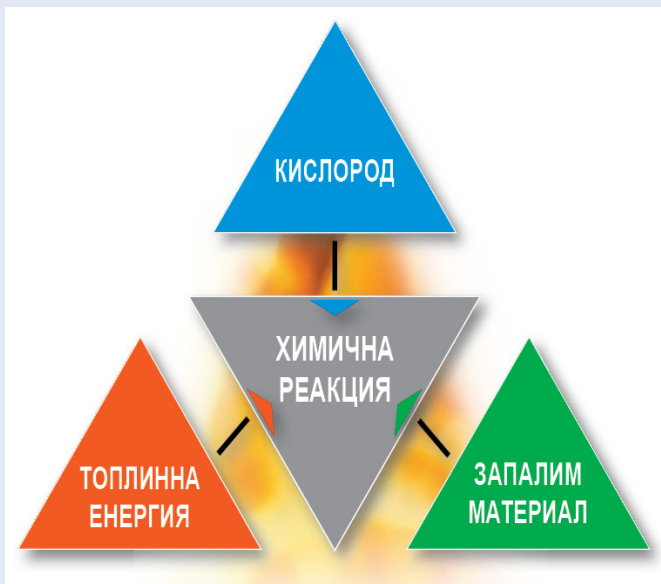 КИСЛОРОД
ХИМИЧНА
РЕАКЦИЯ
ТОПЛИННА
ЕНЕРГИЯ
ЗАПАЛИМ
МАТЕРИАЛ